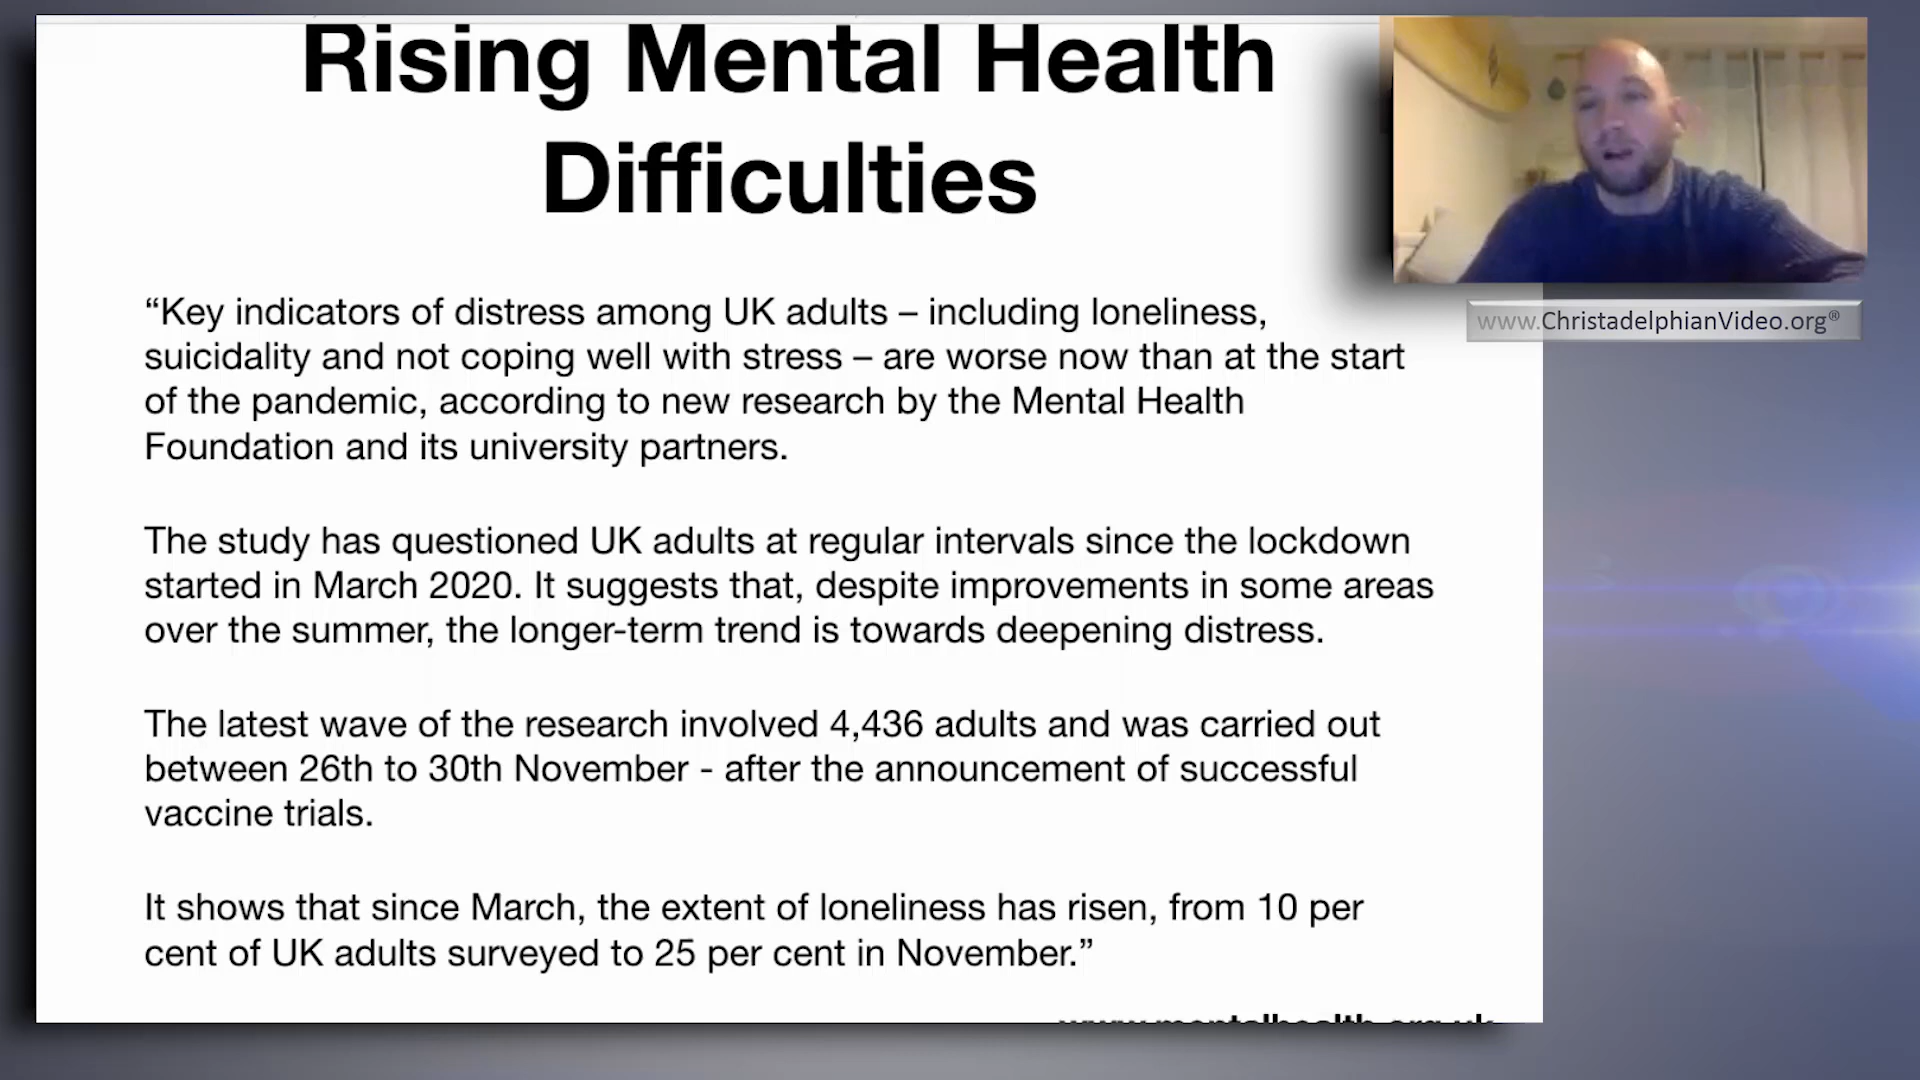 Rising Mental Health
Difficulties
“Key indicators of distress among UK adults – including loneliness,
suicidality and not coping well with stress – are worse now than at the start
of the pandemic, according to new research by the Mental Health
Foundation and its university partners.
The study has questioned UK adults at regular intervals since the lockdown
started in March 2020. It suggests that, despite improvements in some areas
over the summer, the longer-term trend is towards deepening distress.
The latest wave of the research involved 4,436 adults and was carried out
between 26th to 30th November - after the announcement of successful
vaccine trials.
It shows that since March, the extent of loneliness has risen, from 10 per
cent of UK adults surveyed to 25 per cent in November.”
www.mentalhealth.org.uk
www.ChristadelphianVideo.org®